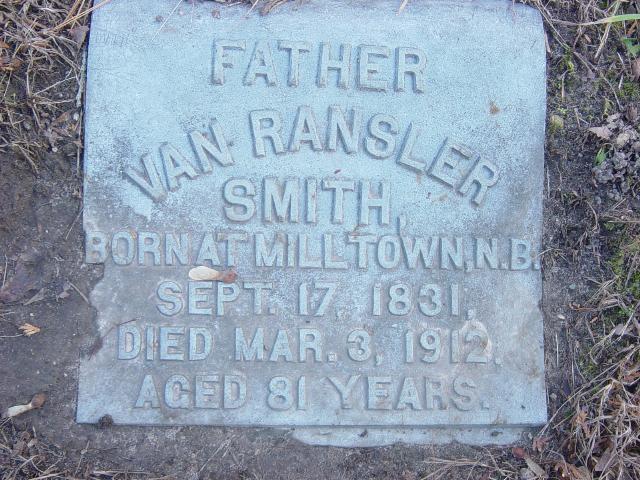 FATHER
VAN RANSLER
SMITH,
BORN AT MILLTOWN, N.B.
SEPT. 17, 1831,
DIED MAR. 3, 1912.
AGED 81 YEARS.